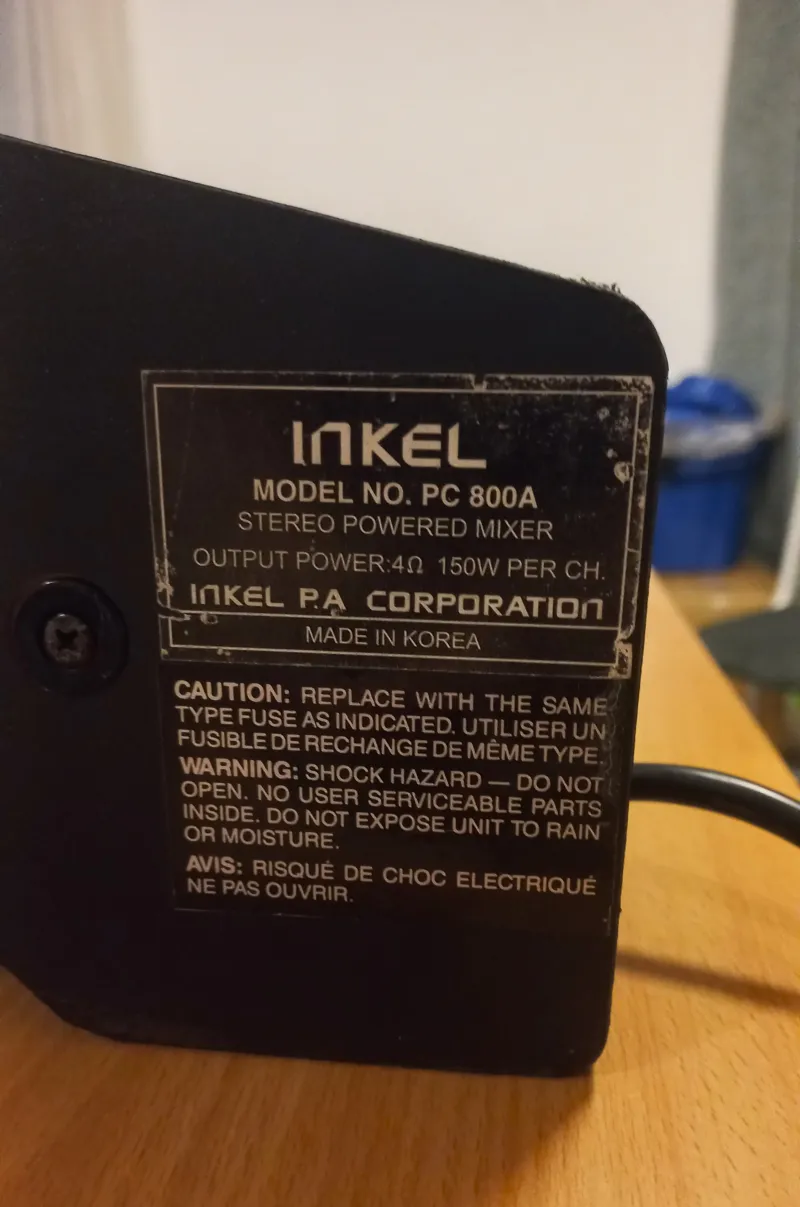 INKEL
MODEL NO. PC 800A
STEREO POWERED MIXER
OUTPUT POWER:4Ω 150W PER CH.
INKEL P.A CORPORATION
MADE IN KOREA
CAUTION: REPLACE WITH THE SAME
TYPE FUSE AS INDICATED. UTILISER UN
FUSIBLE DE RECHANGE DE MÊME TYPE.
WARNING: SHOCK HAZARD — DO NOT
OPEN. NO USER SERVICEABLE PARTS
INSIDE. DO NOT EXPOSE UNIT TO RAIN
OR MOISTURE.
AVIS: RISQUÉ DE CHOC ELECTRIQUÉ
NE PAS OUVRIR.